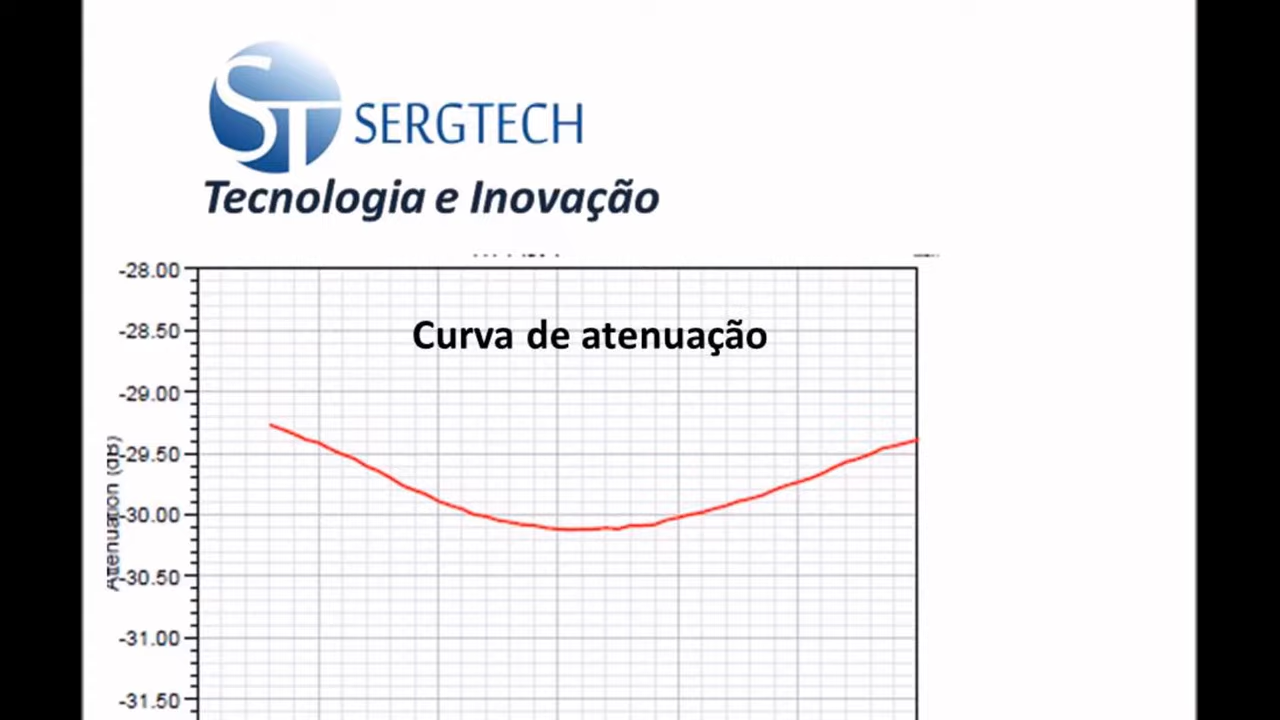 ST SERGTECH
Tecnologia e Inovação
-28.00
Curva de atenuação
-28.50
-29.00
-29.50
-30.00
-30.50
-31.00
-31.50
Attenuation (dB)